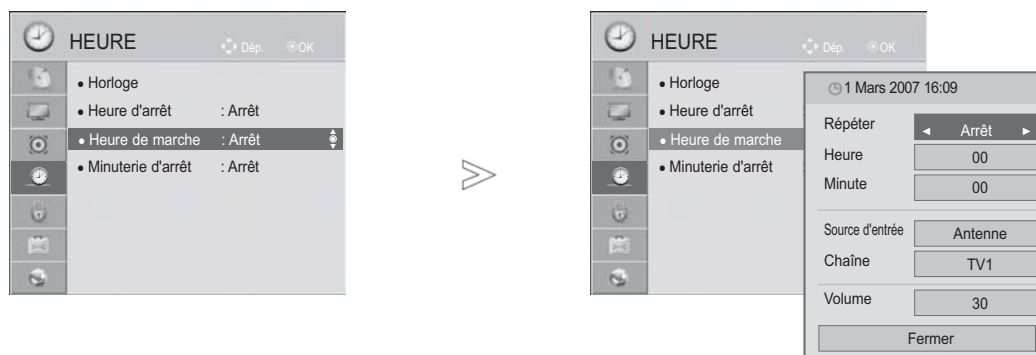 HEURE Dép. OK
• Horloge
• Heure d'arrêt : Arrêt
• Heure de marche : Arrêt
• Minuterie d'arrêt : Arrêt
HEURE Dép. OK
• Horloge
• Heure d'arrêt
• Heure de marche
• Minuterie d'arrêt
1 Mars 2007 16:09
Répéter ◄ Arrêt ►
Heure 00
Minute 00
Source d'entrée Antenne
Chaîne TV1
Volume 30
Fermer